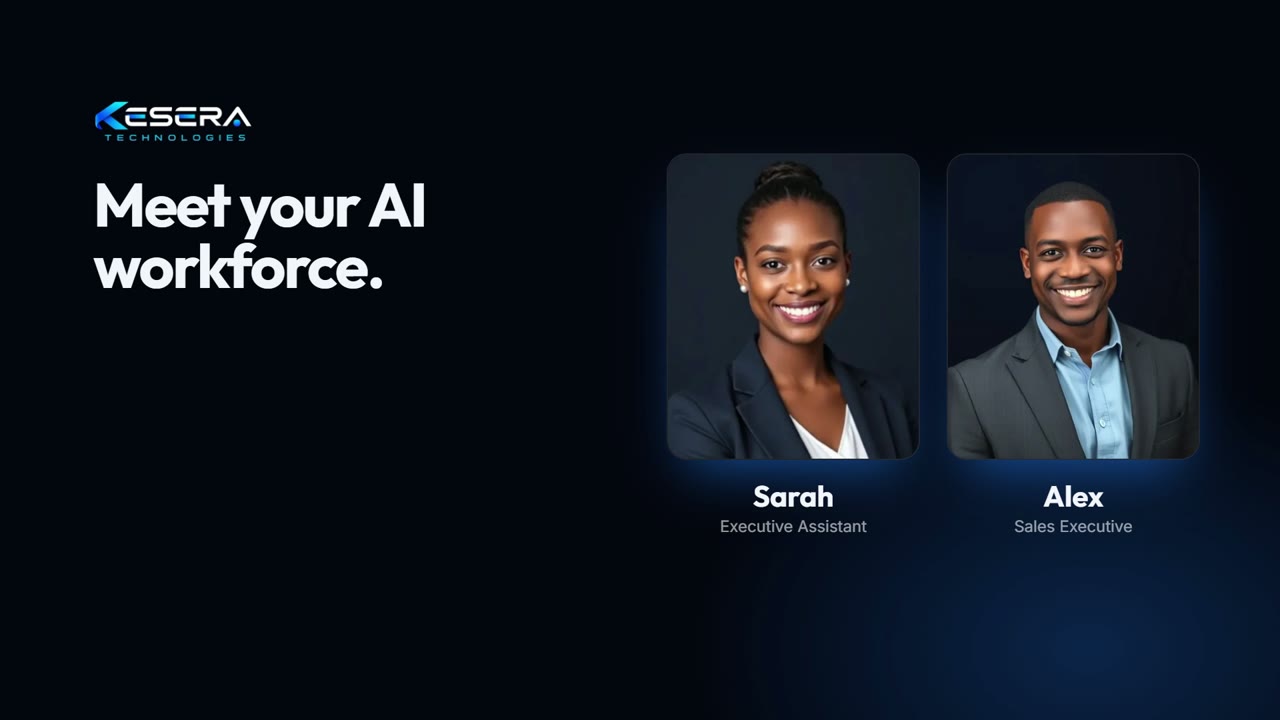 KESERA
TECHNOLOGIES
Meet your AI
workforce.
Sarah
Executive Assistant
Alex
Sales Executive